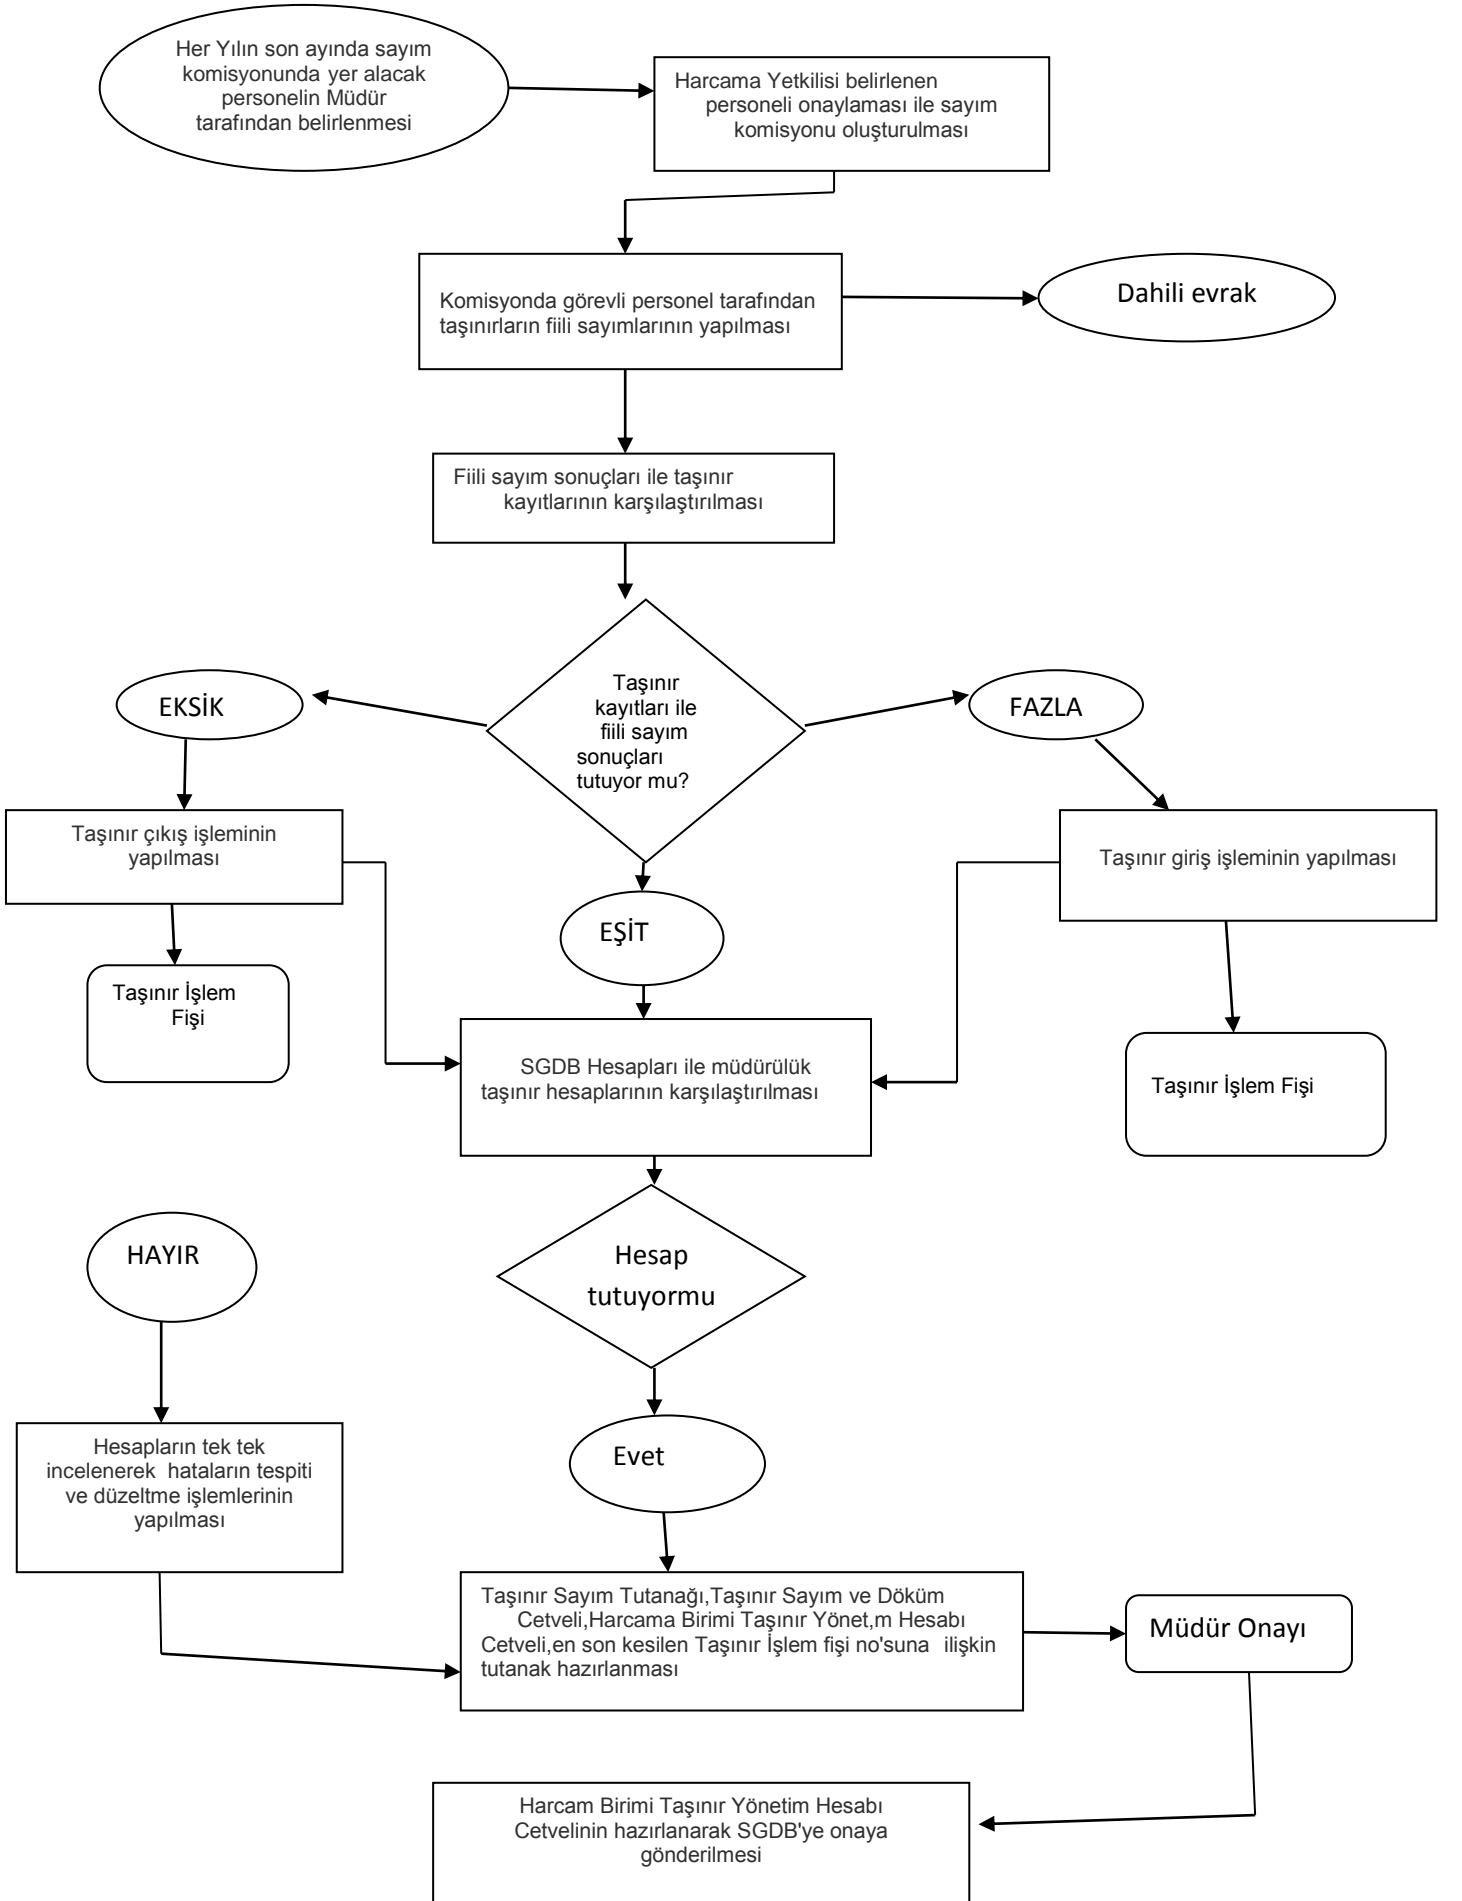 Her Yılın son ayında sayım
komisyonunda yer alacak
personelin Müdür
tarafından belirlenmesi
Harcama Yetkilisi belirlenen
personeli onaylaması ile sayım
komisyonu oluşturulması
Komisyonda görevli personel tarafından
taşınırların fiili sayımlarının yapılması
Dahili evrak
Fiili sayım sonuçları ile taşınır
kayıtlarının karşılaştırılması
Taşınır
kayıtları ile
fiili sayım
sonuçları
tutuyor mu?
EKSİK
FAZLA
Taşınır çıkış işleminin
yapılması
Taşınır giriş işleminin yapılması
EŞİT
Taşınır İşlem
Fişi
SGDB Hesapları ile müdürülük
taşınır hesaplarının karşılaştırılması
Taşınır İşlem Fişi
HAYIR
Hesap
tutuyormu
Evet
Hesapların tek tek
incelenerek  hataların tespiti
ve düzeltme işlemlerinin
yapılması
Taşınır Sayım Tutanağı,Taşınır Sayım ve Döküm
Cetveli,Harcama Birimi Taşınır Yönet,m Hesabı
Cetveli,en son kesilen Taşınır İşlem fişi no'suna  ilişkin
tutanak hazırlanması
Müdür Onayı
Harcam Birimi Taşınır Yönetim Hesabı
Cetvelinin hazırlanarak SGDB'ye onaya
gönderilmesi